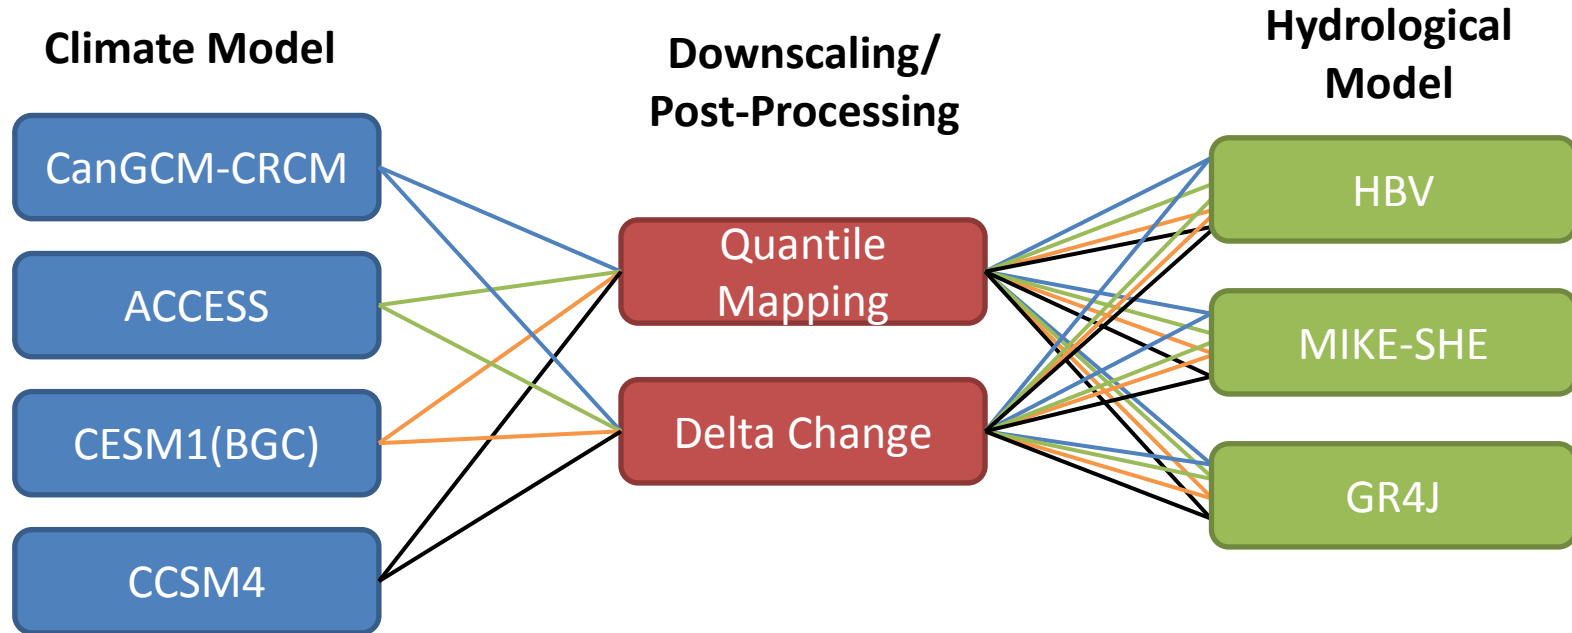 Climate Model
Downscaling/
Post-Processing
Hydrological
Model
CanGCM-CRCM
ACCESS
CESM1(BGC)
CCSM4
Quantile
Mapping
Delta Change
HBV
MIKE-SHE
GR4J